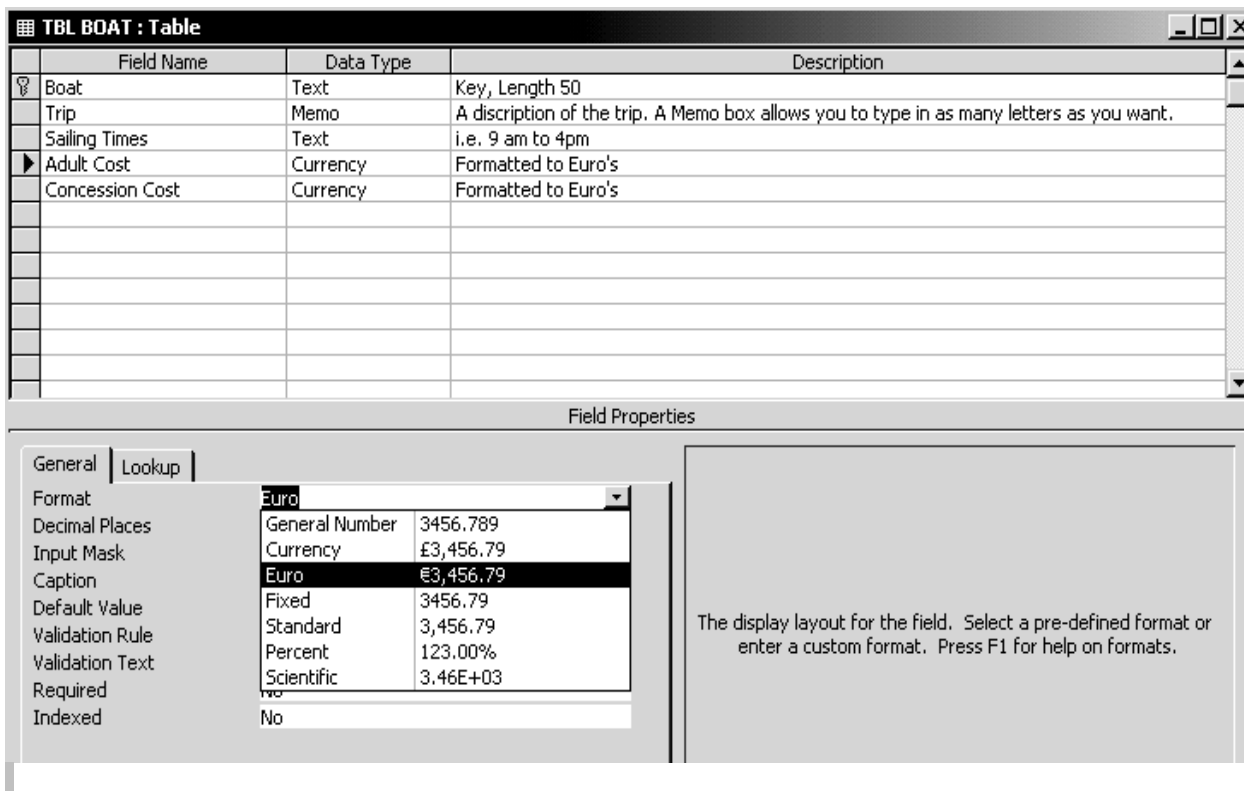 TBL BOAT : Table
Field Name Data Type Description
Boat Text Key, Length 50
Trip Memo A discription of the trip. A Memo box allows you to type in as many letters as you want.
Sailing Times Text i.e. 9 am to 4pm
Adult Cost Currency Formatted to Euro's
Concession Cost Currency Formatted to Euro's
Field Properties
General Lookup
Format Euro
Decimal Places General Number 3456.789
Input Mask Currency £3,456.79
Caption Euro €3,456.79
Default Value Fixed 3456.79
Validation Rule Standard 3,456.79
Validation Text Percent 123.00%
Required Scientific 3.46E+03
No
Indexed No
The display layout for the field. Select a pre-defined format or
enter a custom format. Press F1 for help on formats.